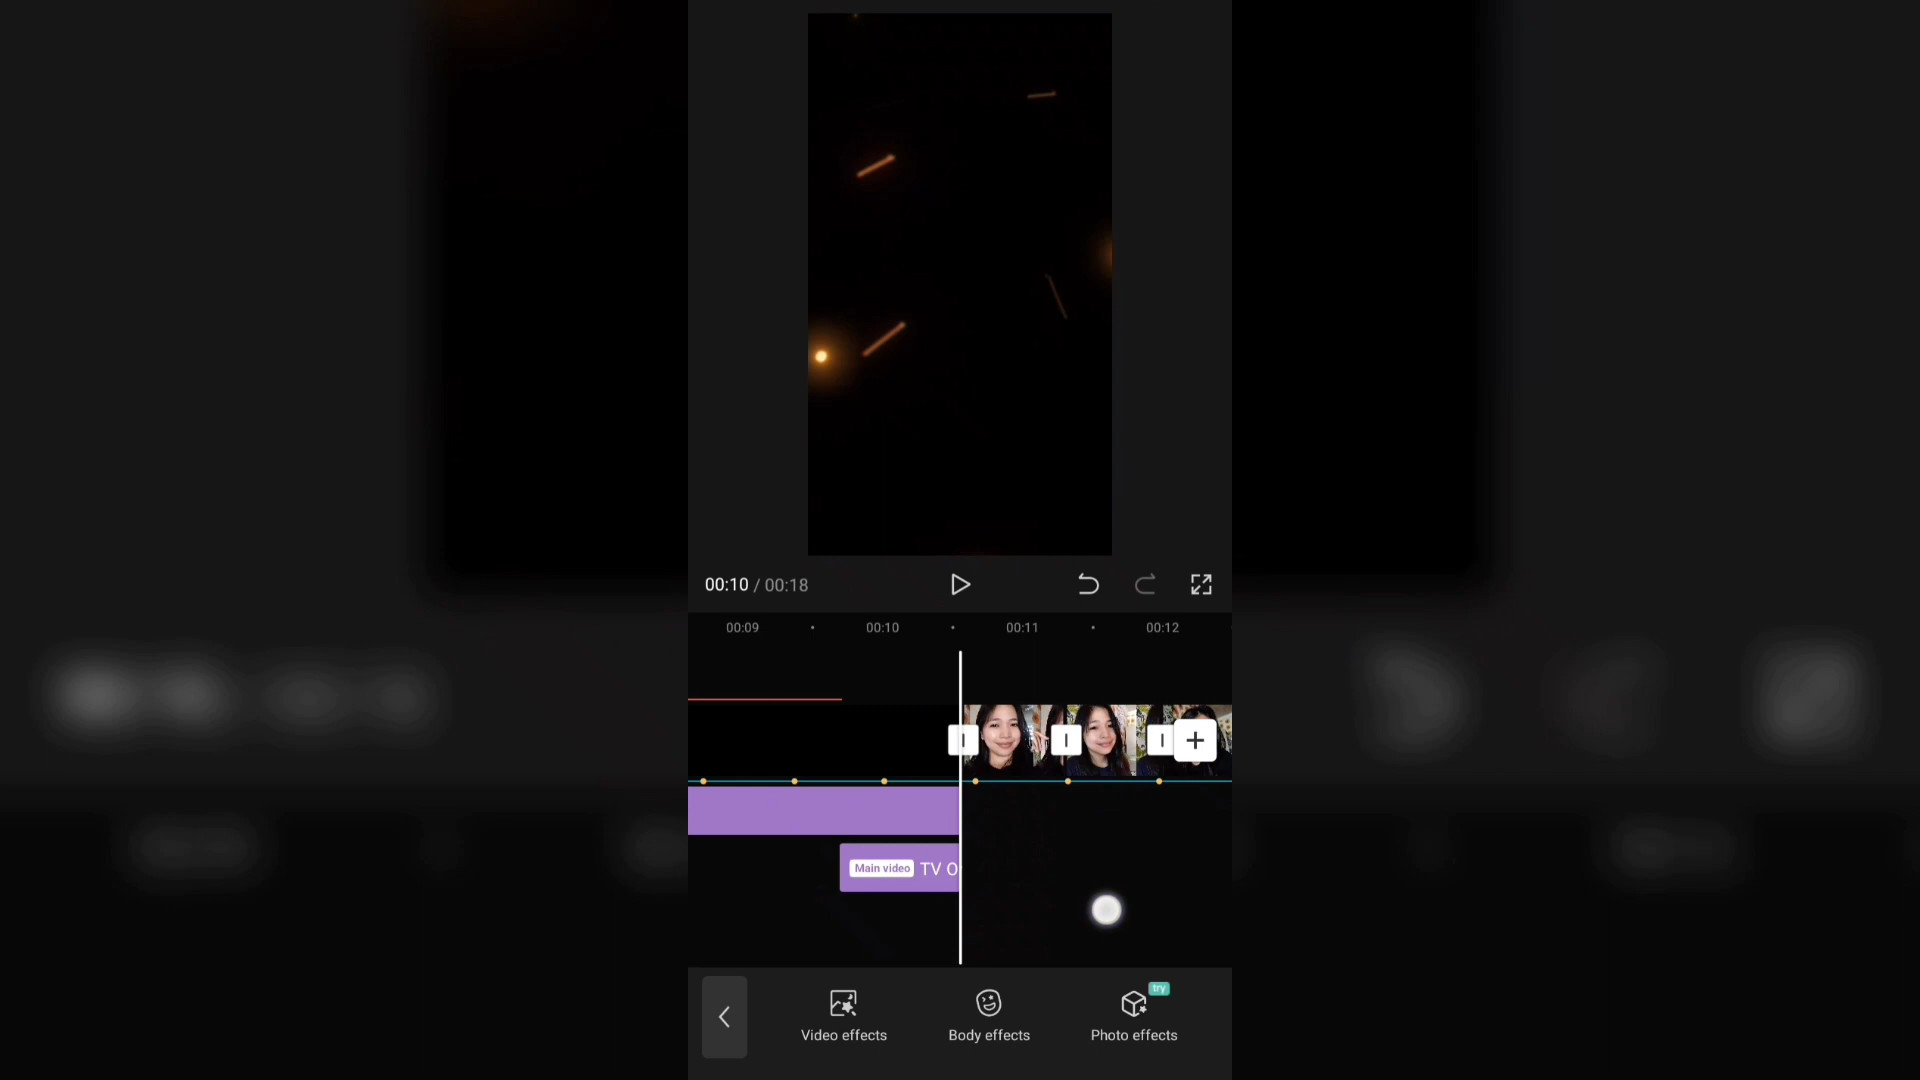 00:10 / 00:18
00:09 00:10 00:11 00:12
Main video TV O
try
Video effects Body effects Photo effects